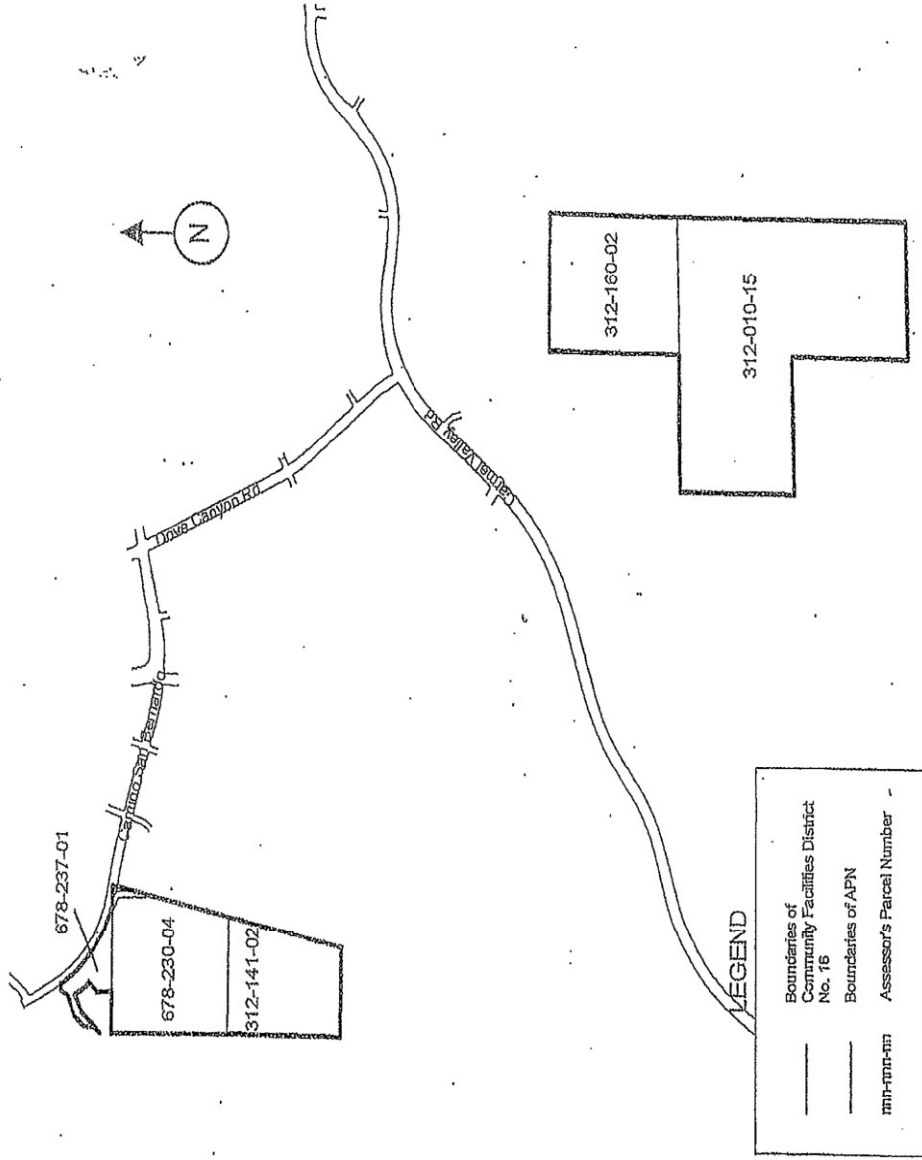 N
678-237-01
Camino San Bernardo
Dove Canyon Rd
678-230-04
312-141-02
Carmel Valley Rd
312-160-02
312-010-15
LEGEND
Boundaries of
Community Facilities District
No. 16
Boundaries of APN
nnn-nnn-nn
Assessor's Parcel Number